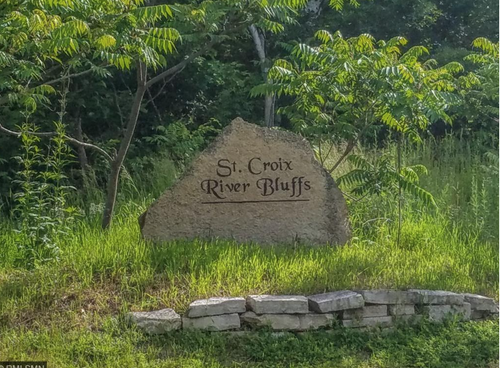 St. Croix
River Bluffs